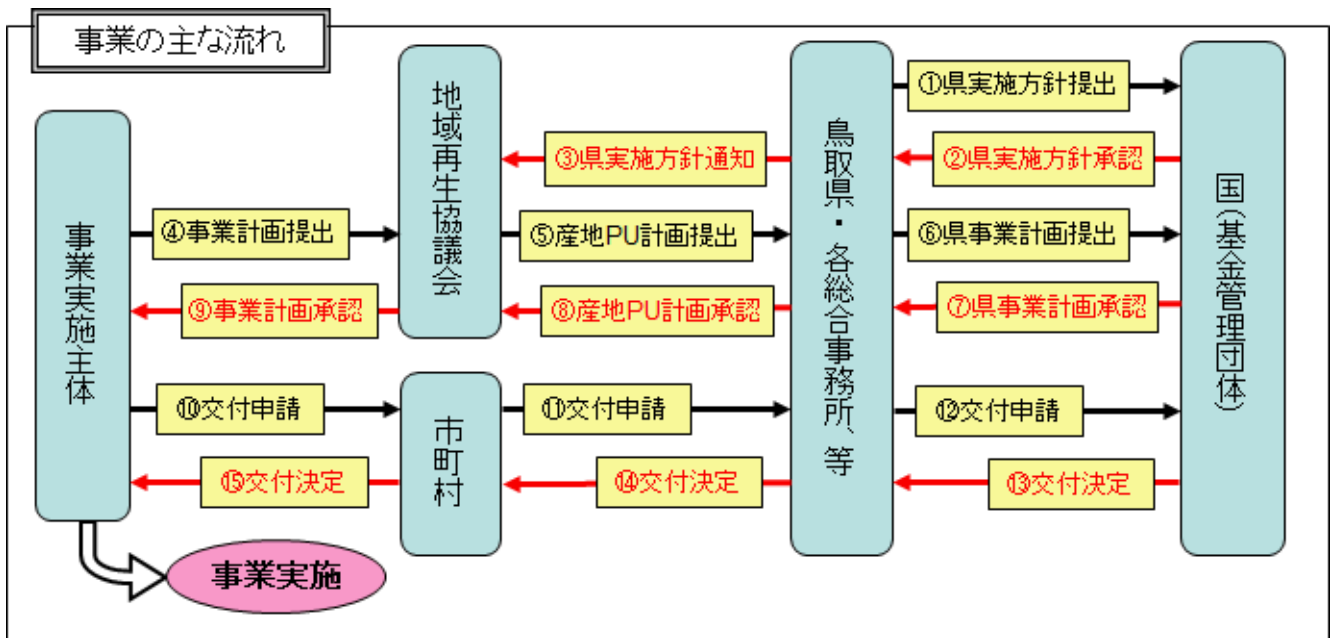 事業の主な流れ
事業実施主体
地域再生協議会
市町村
鳥取県・各総合事務所、等
国(基金管理団体)
①県実施方針提出
③県実施方針通知
②県実施方針承認
④事業計画提出
⑤産地PU計画提出
⑥県事業計画提出
⑨事業計画承認
⑧産地PU計画承認
⑦県事業計画承認
⑩交付申請
⑪交付申請
⑫交付申請
⑮交付決定
⑭交付決定
⑬交付決定
事業実施